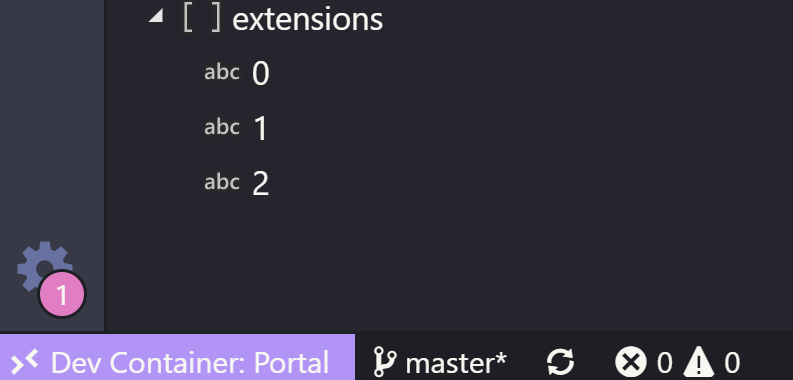 [ ] extensions
abc 0
abc 1
abc 2
1
Dev Container: Portal master* 0 0